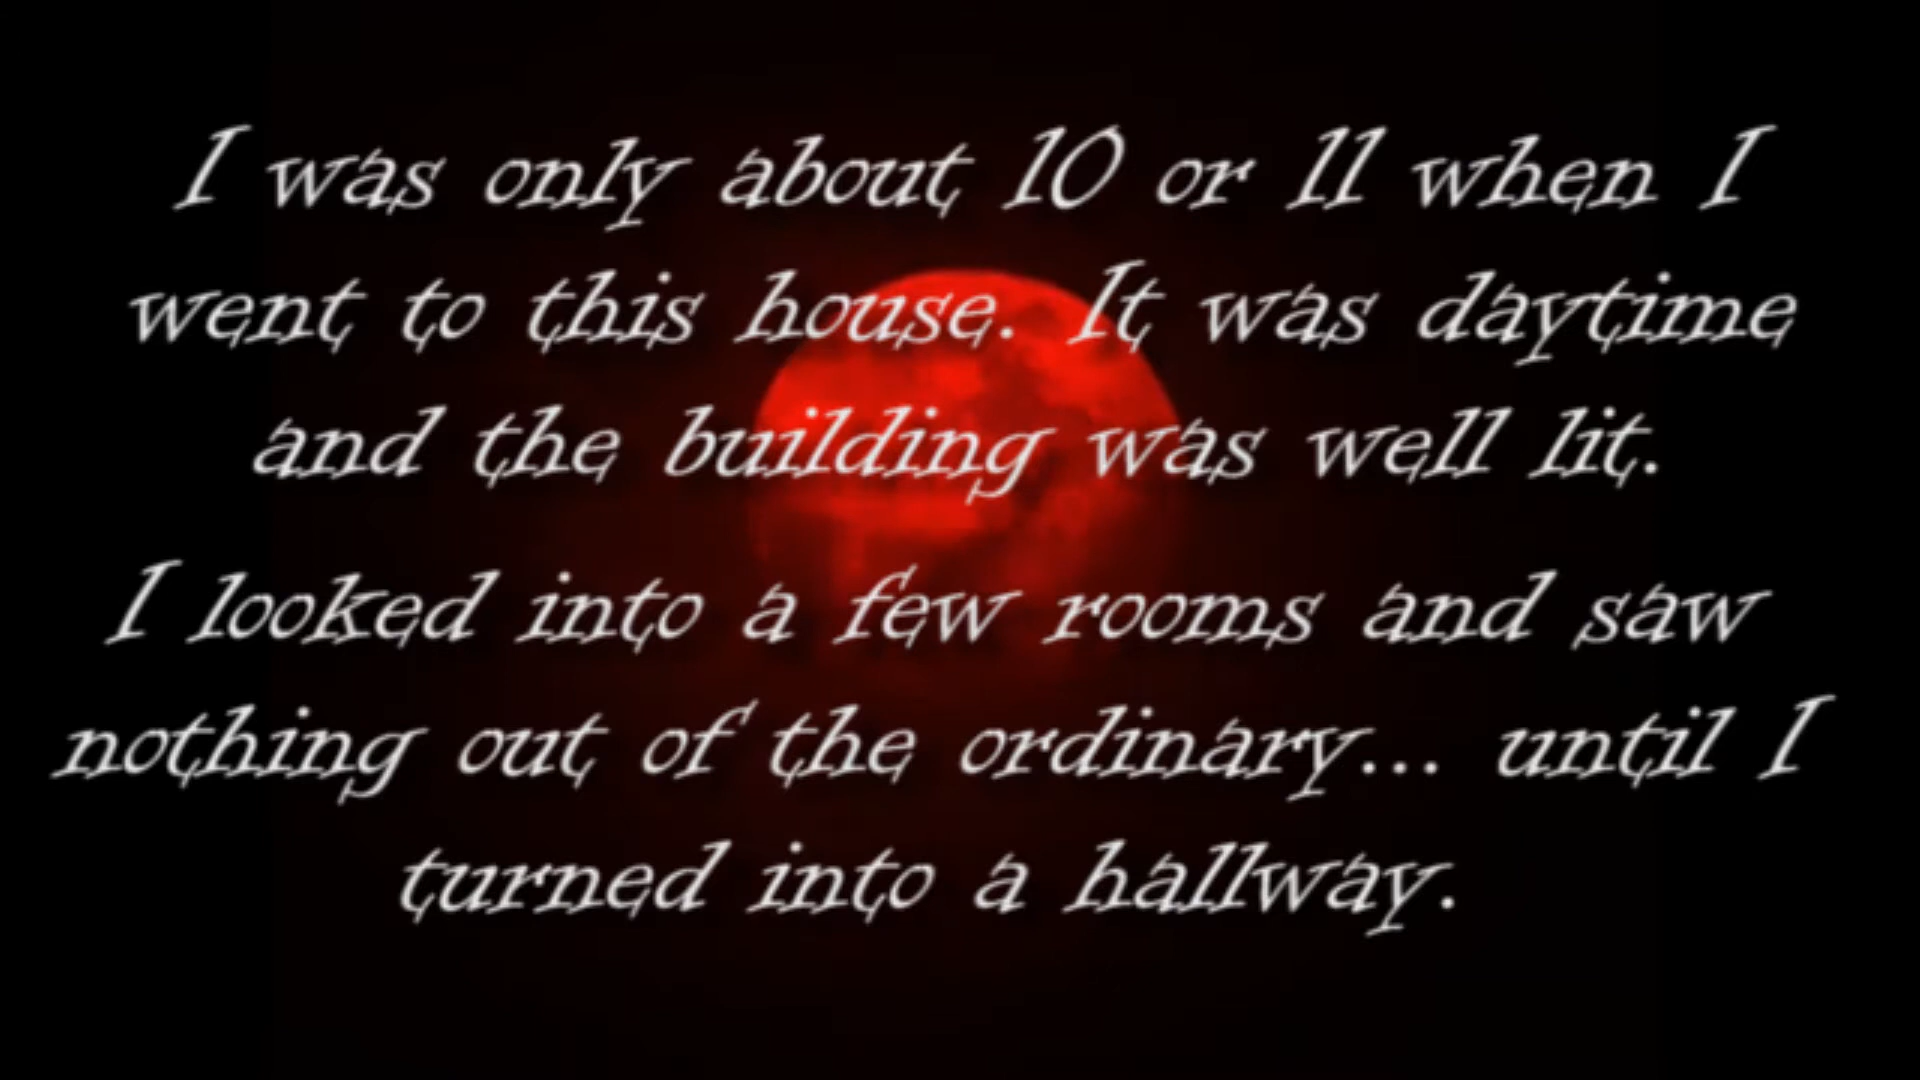 I was only about 10 or 11 when I
went to this house. It was daytime
and the building was well lit.
I looked into a few rooms and saw
nothing out of the ordinary... until I
turned into a hallway.